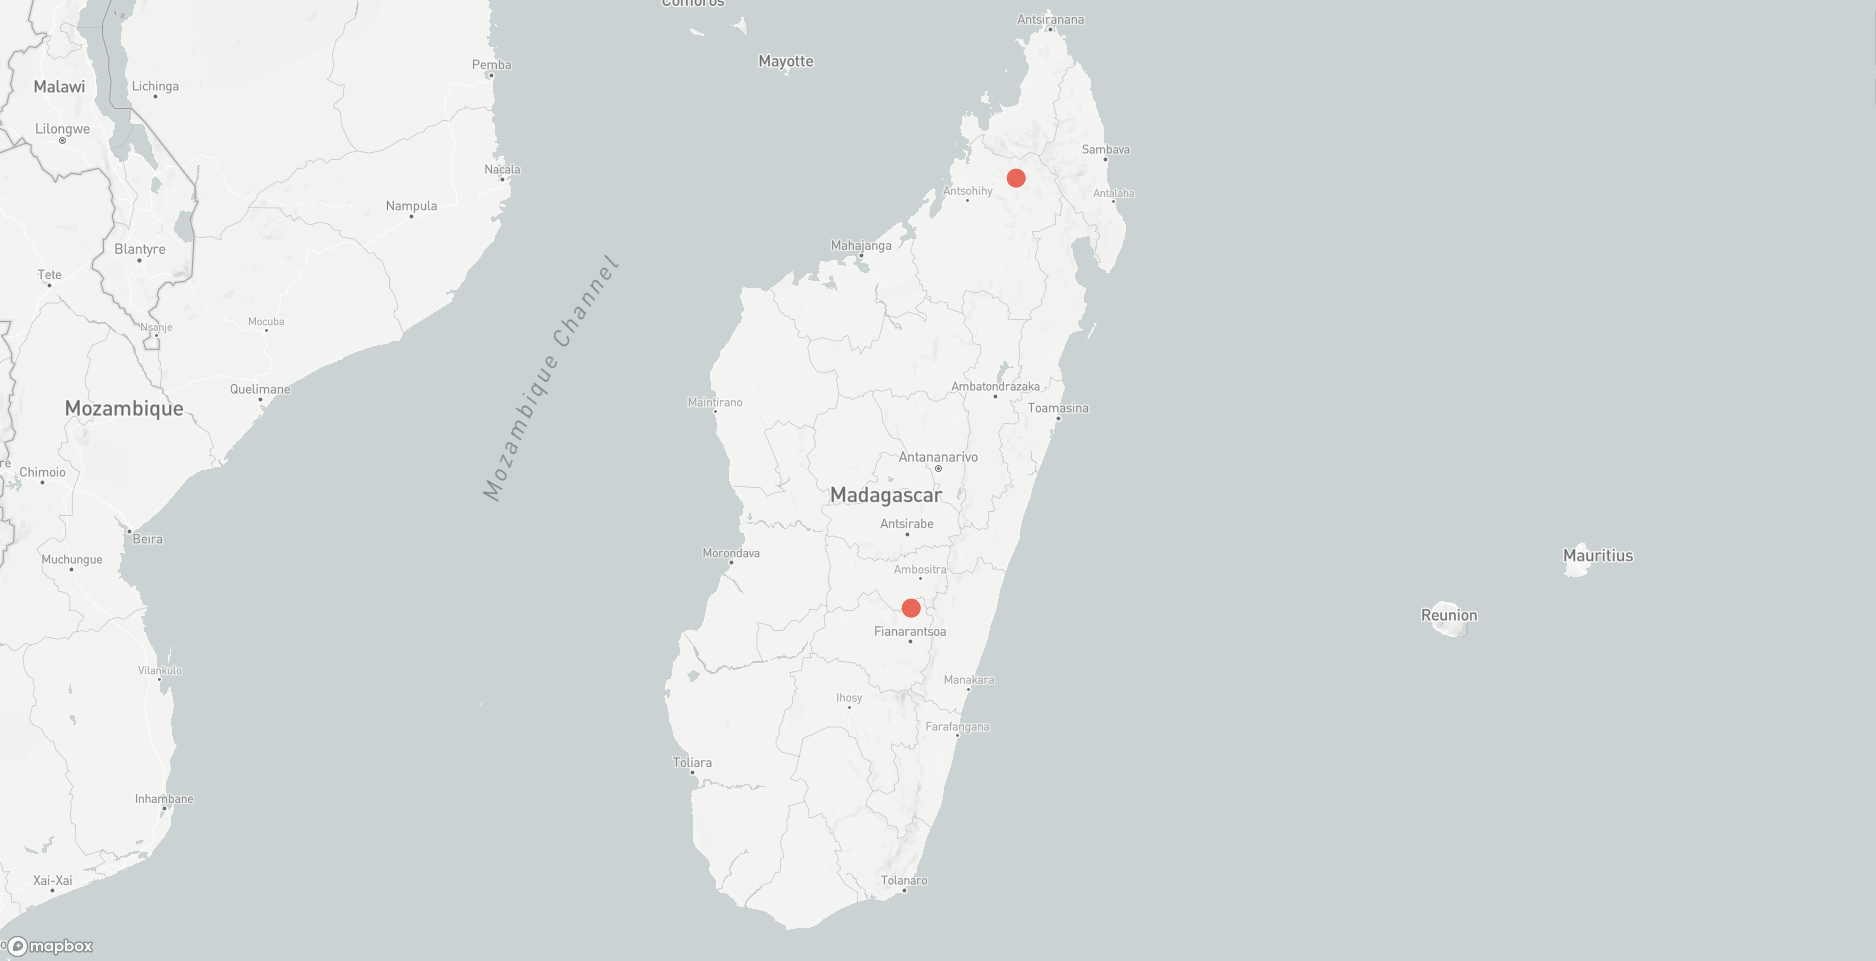 Comoros
Antsiranana
Mayotte
Pemba
Malawi
Lichinga
Lilongwe
Sambava
Nacala
Antsohihy
Antalaha
Nampula
Mahajanga
Blantyre
Tete
Mozambique Channel
Mocuba
Nsanje
Quelimane
Ambatondrazaka
Maintirano
Toamasina
Mozambique
Antananarivo
re
Chimoio
Madagascar
Antsirabe
Beira
Morondava
Mauritius
Muchungue
Ambositra
Reunion
Fianarantsoa
Vilankulo
Manakara
Ihosy
Farafangana
Toliara
Inhambane
Xai-Xai
Tolanaro
mapbox